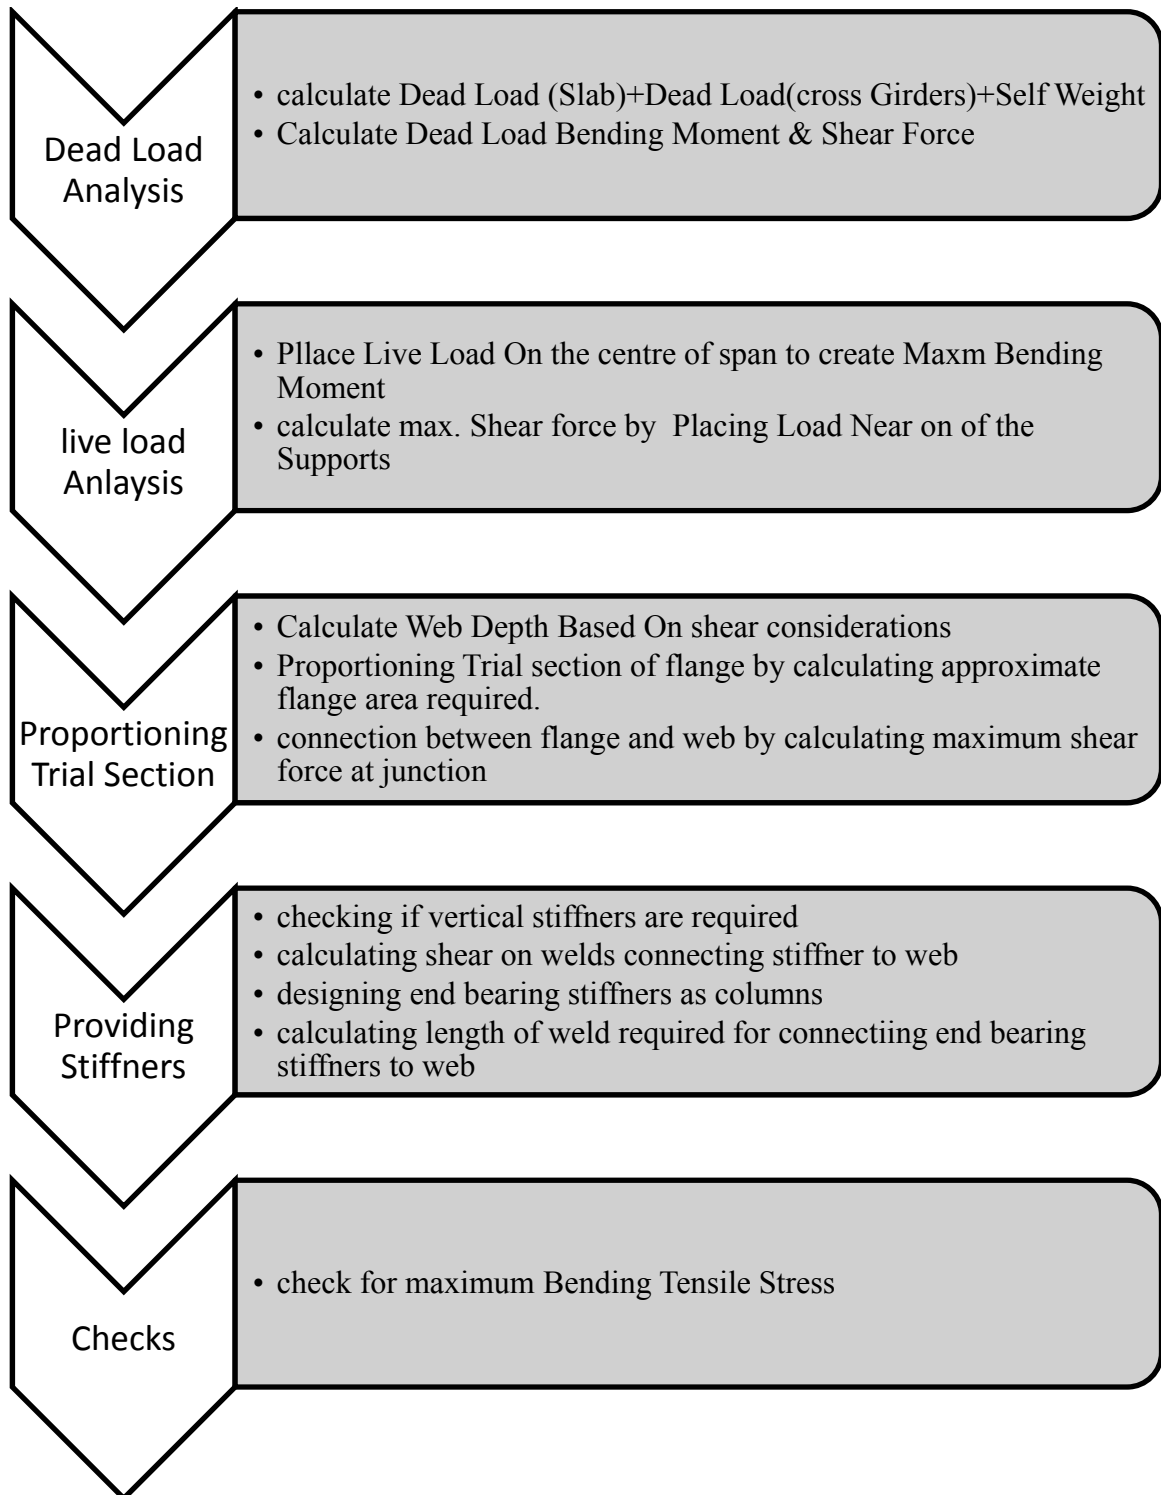 Dead Load
Analysis
• calculate Dead Load (Slab)+Dead Load(cross Girders)+Self Weight
• Calculate Dead Load Bending Moment & Shear Force
live load
Anlaysis
• Pllace Live Load On the centre of span to create Maxm Bending
Moment
• calculate max. Shear force by Placing Load Near on of the
Supports
Proportioning
Trial Section
• Calculate Web Depth Based On shear considerations
• Proportioning Trial section of flange by calculating approximate
flange area required.
• connection between flange and web by calculating maximum shear
force at junction
Providing
Stiffners
• checking if vertical stiffners are required
• calculating shear on welds connecting stiffner to web
• designing end bearing stiffners as columns
• calculating length of weld required for connectiing end bearing
stiffners to web
Checks
• check for maximum Bending Tensile Stress